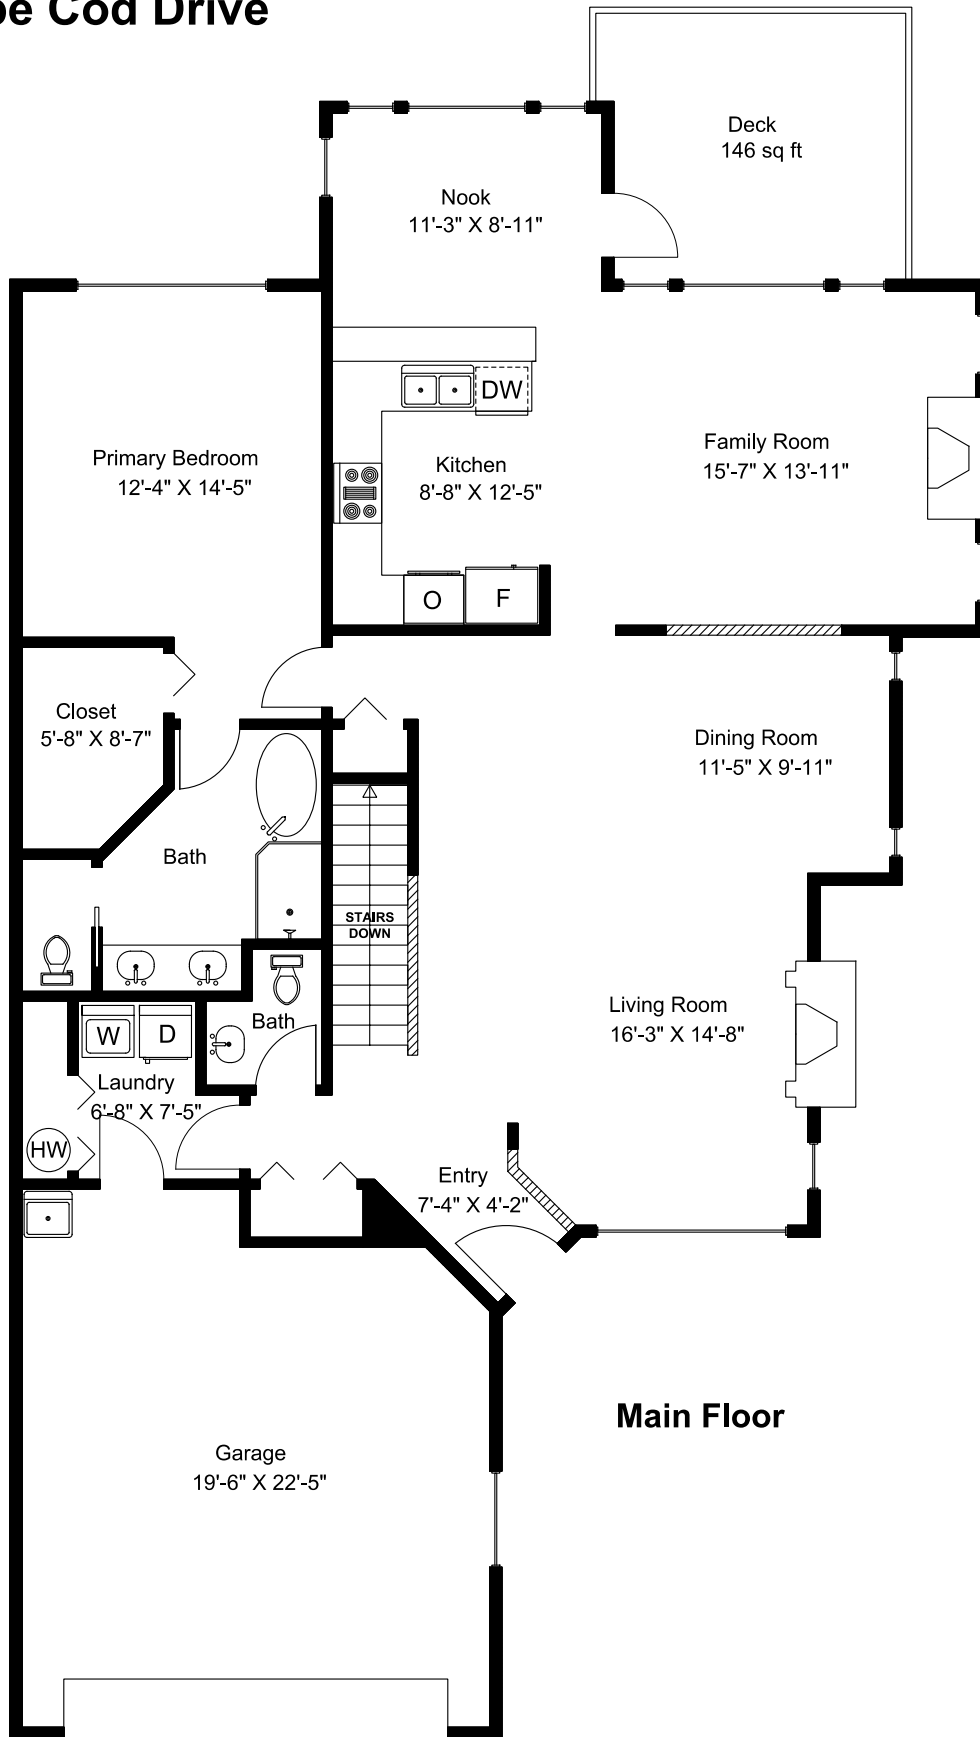 Cod Drive
Deck
146 sq ft
Nook
11'-3" X 8'-11"
DW
Primary Bedroom
12'-4" X 14'-5"
Kitchen
8'-8" X 12'-5"
Family Room
15'-7" X 13'-11"
O
F
Closet
5'-8" X 8'-7"
Dining Room
11'-5" X 9'-11"
Bath
STAIRS
DOWN
Living Room
16'-3" X 14'-8"
Bath
W
D
Laundry
6'-8" X 7'-5"
HW
Entry
7'-4" X 4'-2"
Main Floor
Garage
19'-6" X 22'-5"